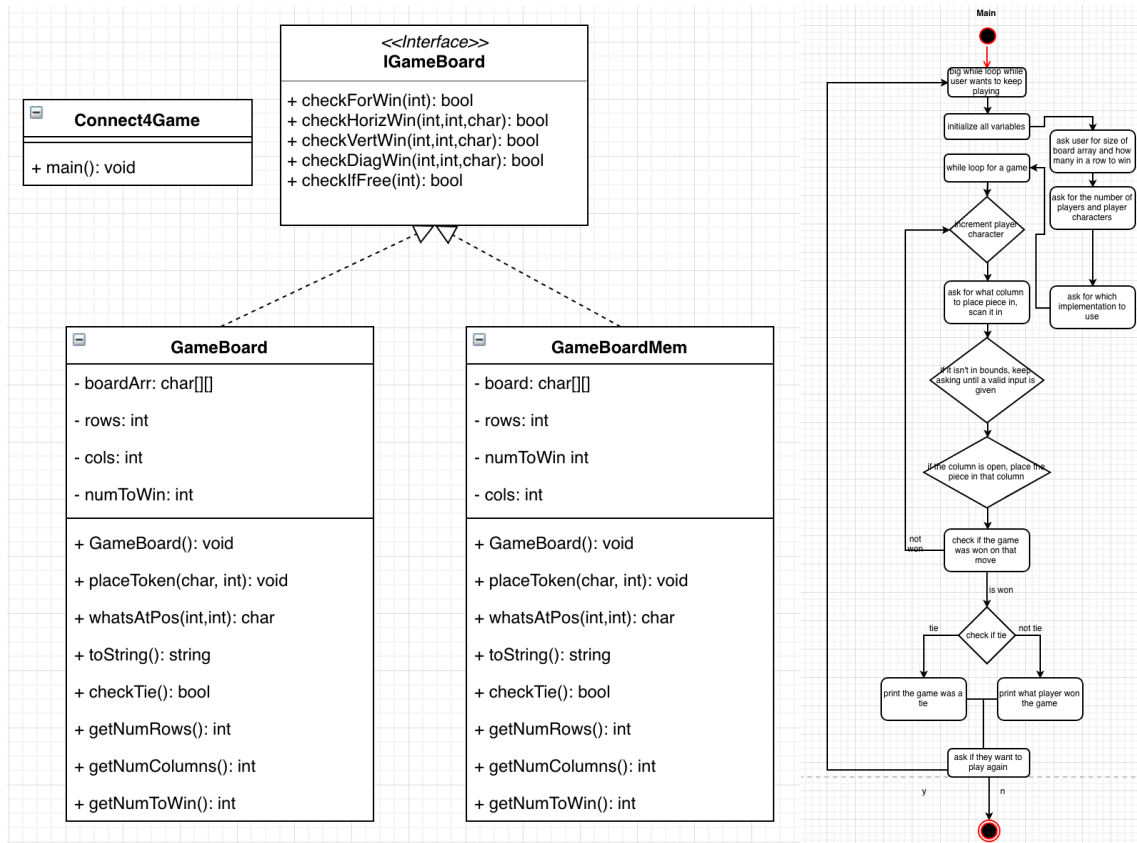 Connect4Game
+ main(): void
<<Interface>>
IGameBoard
+ checkForWin(int): bool
+ checkHorizWin(int,int,char): bool
+ checkVertWin(int,int,char): bool
+ checkDiagWin(int,int,char): bool
+ checkIfFree(int): bool
GameBoard
- boardArr: char[][]
- rows: int
- cols: int
- numToWin: int
+ GameBoard(): void
+ placeToken(char, int): void
+ whatsAtPos(int,int): char
+ toString(): string
+ checkTie(): bool
+ getNumRows(): int
+ getNumColumns(): int
+ getNumToWin(): int
GameBoardMem
- board: char[][]
- rows: int
- numToWin int
- cols: int
+ GameBoard(): void
+ placeToken(char, int): void
+ whatsAtPos(int,int): char
+ toString(): string
+ checkTie(): bool
+ getNumRows(): int
+ getNumColumns(): int
+ getNumToWin(): int
Main
big while loop while
user wants to keep
playing
initialize all variables
ask user for size of
board array and how
many in a row to win
ask for the number of
players and player
characters
ask for which
implementation to
use
while loop for a game
increment player
character
ask for what column
to place piece in,
scan it in
if it isn't in bounds, keep
asking until a valid input is
given
if the column is open, place the
piece in that column
check if the game
was won on that
move
not
won
is won
check if tie
tie
not tie
print the game was a
tie
print what player won
the game
ask if they want to
play again
y
n